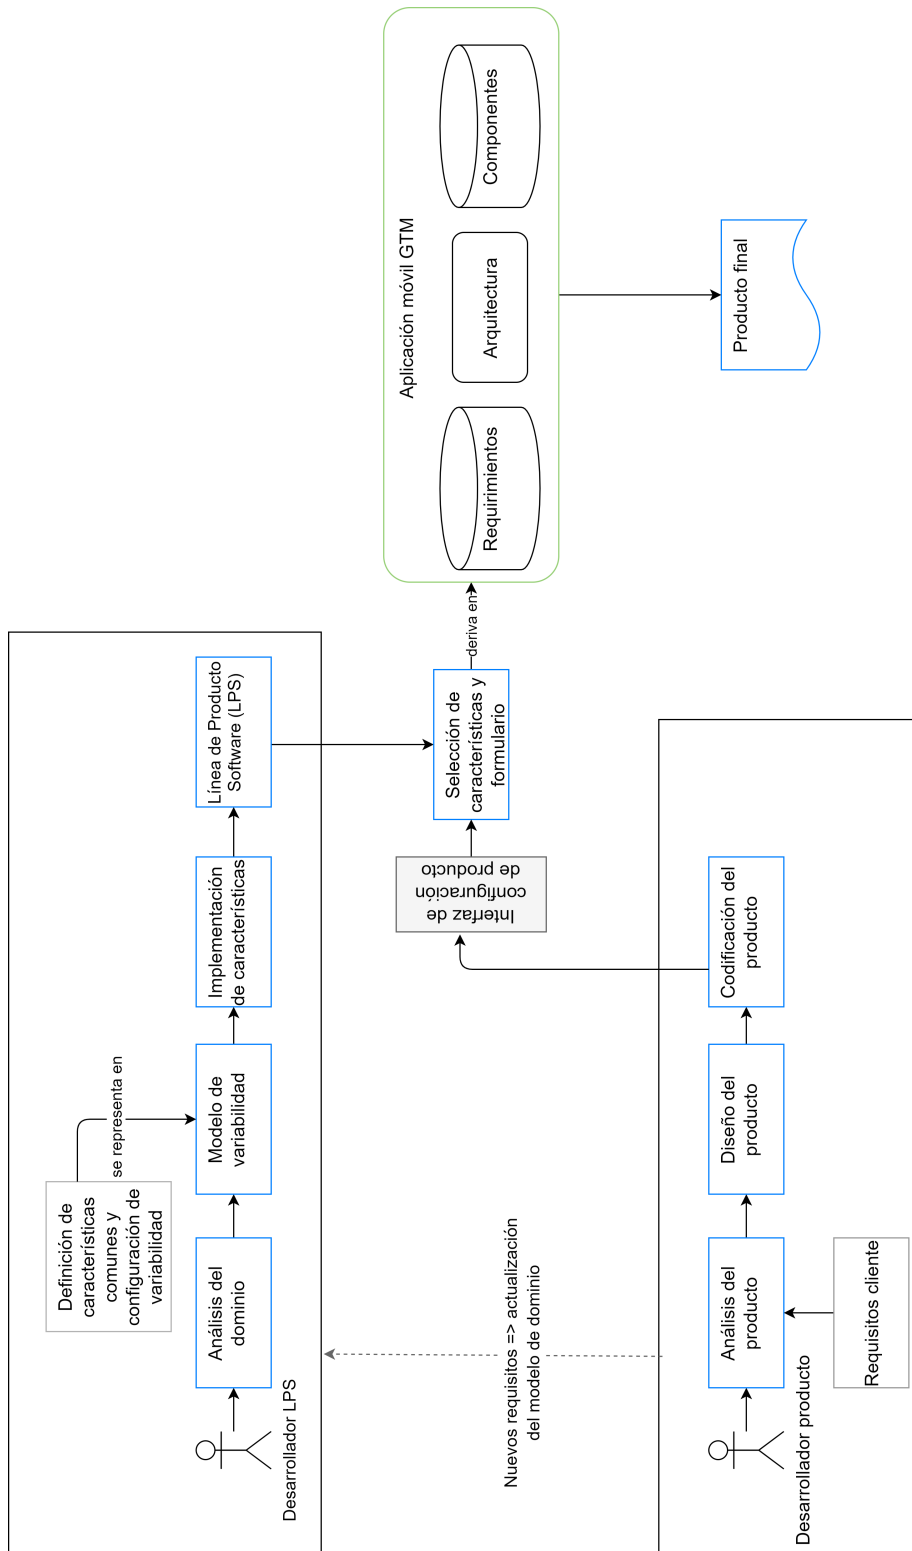 Definición de
características
comunes y
configuración de
variabilidad
se representa en
Análisis del
dominio
Modelo de
variabilidad
Implementación
de características
Línea de Producto
Software (LPS)
Desarrollador LPS
Aplicación móvil GTM
Requirimientos
Arquitectura
Componentes
Selección de
características y
formulario
deriva en
Interfaz de
configuración
de producto
Nuevos requisitos => actualización
del modelo de dominio
Producto final
Análisis del
producto
Diseño del
producto
Codificación del
producto
Desarrollador producto
Requisitos cliente